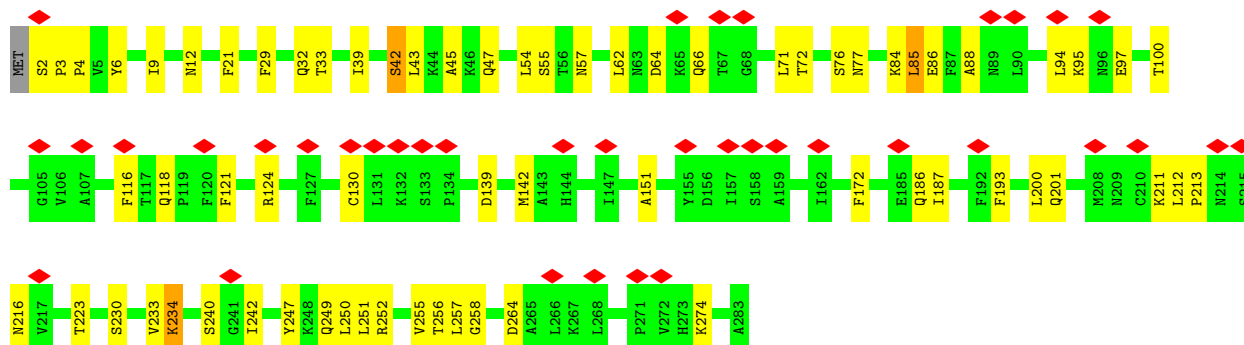 MET S2 P3 P4 V5 Y6 I9 N12 F21 F29 Q32 T33 I39 S42 L43 K44 A45 K46 Q47 L54 S55 T56 N57 L62 N63 D64 K65 Q66 T67 G68 L71 T72 S76 N77 K84 L85 E86 F87 A88 N89 L90 L94 K95 N96 E97 T100
G105 V106 A107 F116 T117 Q118 P119 F120 F121 R124 F127 C130 L131 K132 S133 P134 D139 M142 A143 H144 I147 A151 Y155 D156 I157 S158 A159 I162 F172 E185 Q186 I187 F192 F193 L200 Q201 M208 N209 C210 K211 L212 P213 N214 S215
N216 V217 T223 S230 V233 K234 S240 G241 I242 Y247 K248 Q249 L250 L251 R252 V255 T256 L257 G258 D264 A265 L266 K267 L268 P271 V272 H273 K274 A283